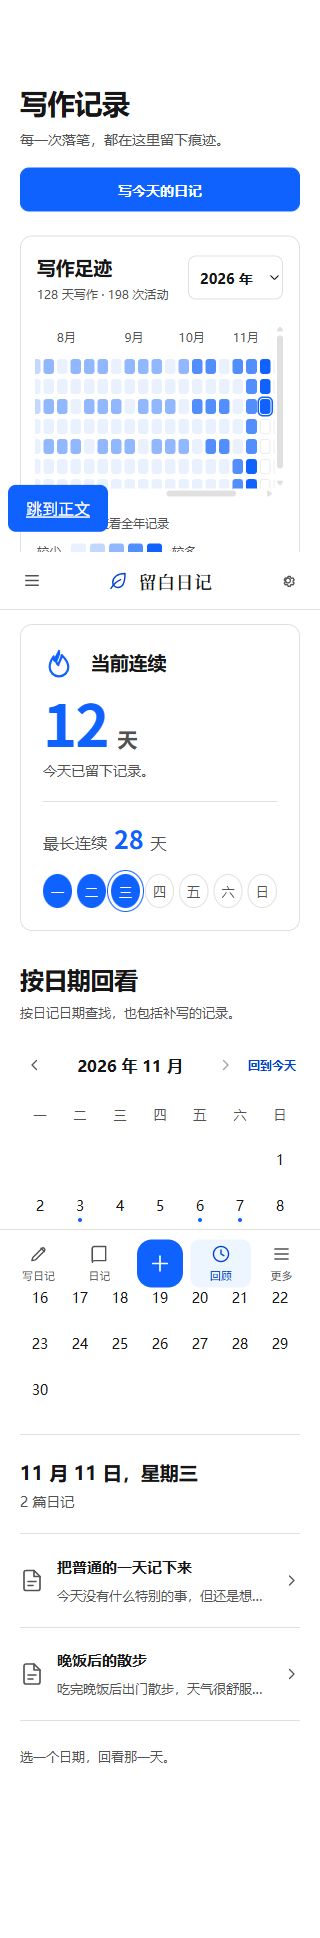 写作记录
每一次落笔，都在这里留下痕迹。
写今天的日记
写作足迹
128 天写作 · 198 次活动
2026 年
8月 9月 10月 11月
跳到正文
看全年记录
较少 较多
留白日记
当前连续
12 天
今天已留下记录。
最长连续 28 天
一 二 三 四 五 六 日
按日期回看
按日记日期查找，也包括补写的记录。
2026 年 11 月
回到今天
一 二 三 四 五 六 日
1
2 3 4 5 6 7 8
写日记 日记 回顾 更多
16 17 18 19 20 21 22
23 24 25 26 27 28 29
30
11 月 11 日，星期三
2 篇日记
把普通的一天记下来
今天没有什么特别的事，但还是想...
晚饭后的散步
吃完晚饭后出门散步，天气很舒服...
选一个日期，回看那一天。